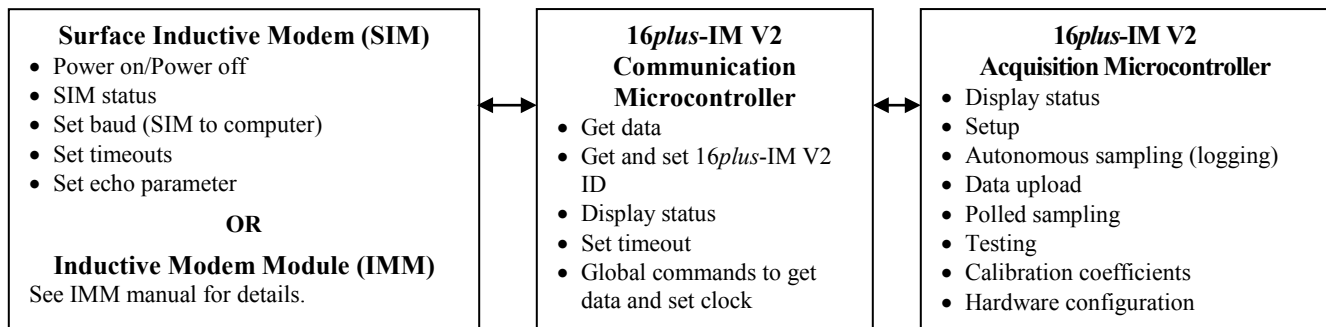 Surface Inductive Modem (SIM)
• Power on/Power off
• SIM status
• Set baud (SIM to computer)
• Set timeouts
• Set echo parameter
OR
Inductive Modem Module (IMM)
See IMM manual for details.
16plus-IM V2
Communication
Microcontroller
• Get data
• Get and set 16plus-IM V2
ID
• Display status
• Set timeout
• Global commands to get
data and set clock
16plus-IM V2
Acquisition Microcontroller
• Display status
• Setup
• Autonomous sampling (logging)
• Data upload
• Polled sampling
• Testing
• Calibration coefficients
• Hardware configuration